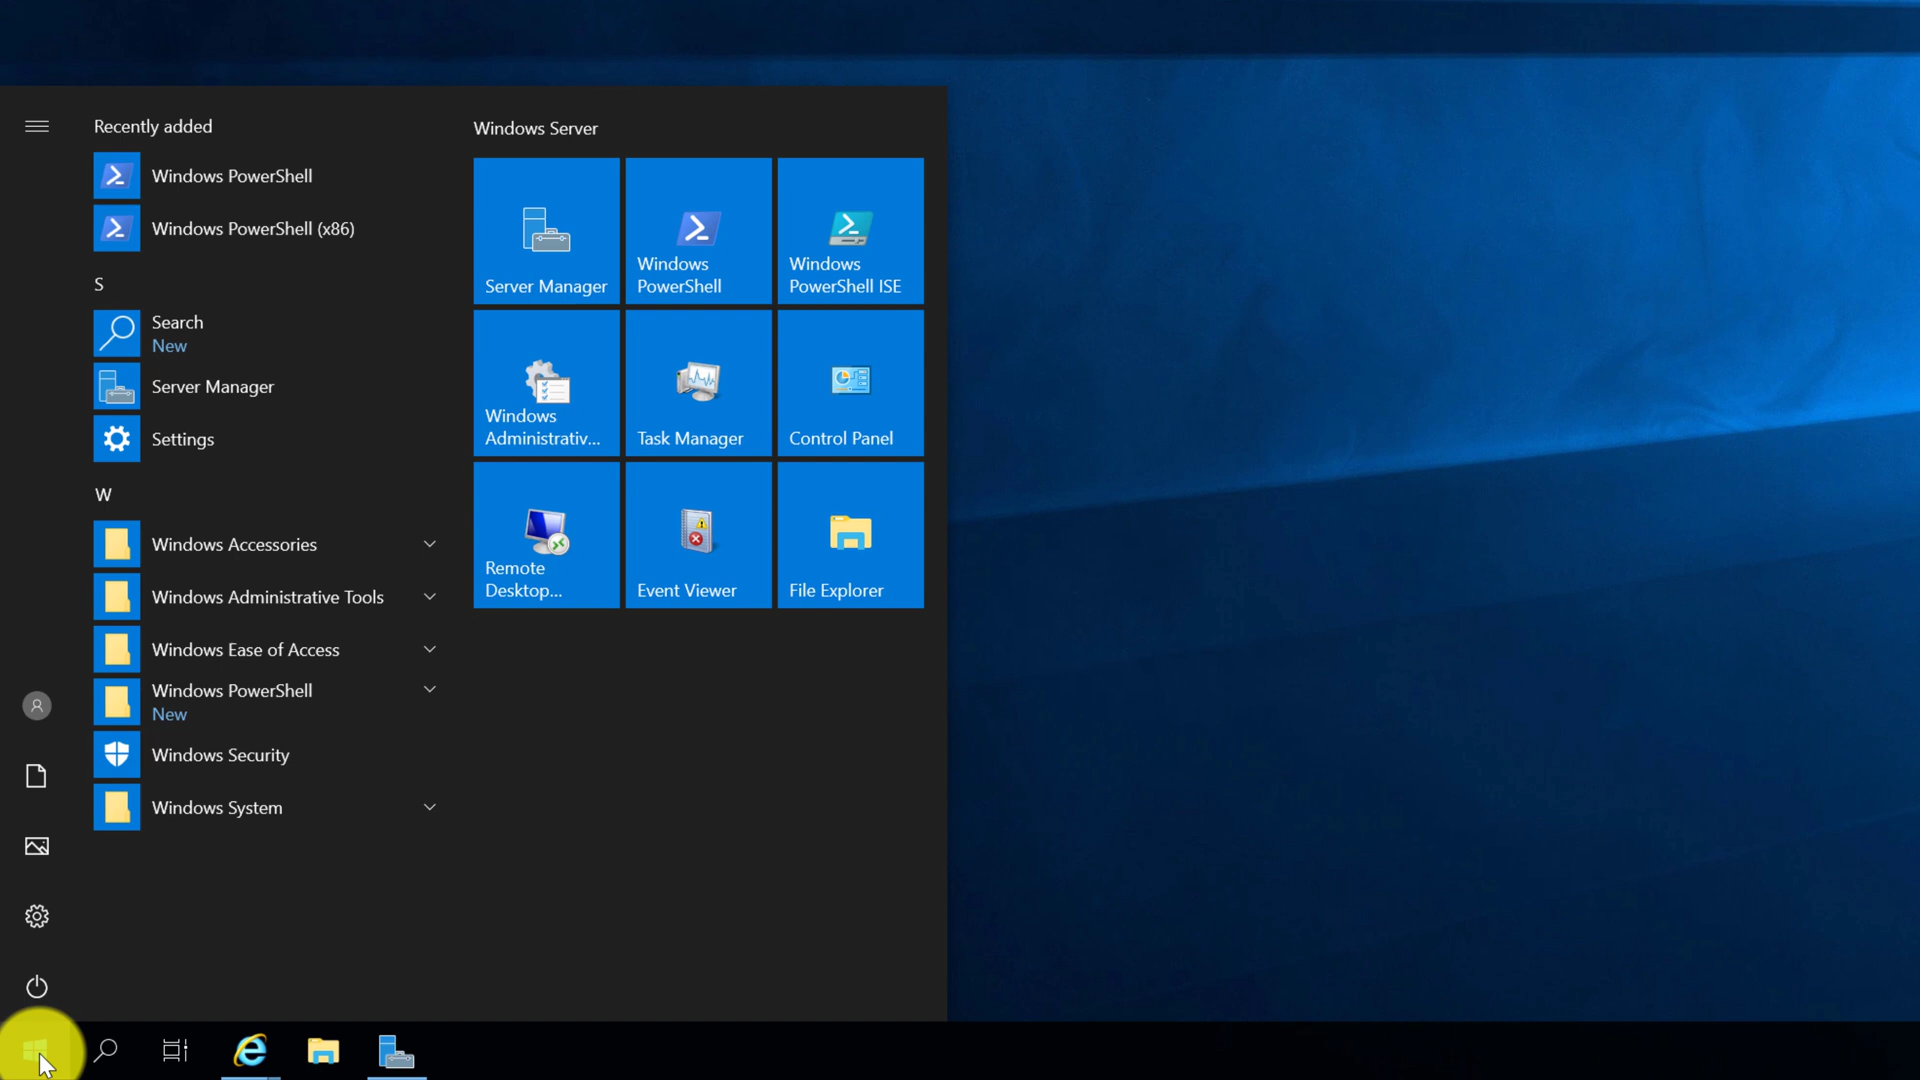 Recently added
Windows PowerShell
Windows PowerShell (x86)
S
Search
New
Server Manager
Settings
W
Windows Accessories
Windows Administrative Tools
Windows Ease of Access
Windows PowerShell
New
Windows Security
Windows System
Windows Server
Server Manager
Windows
PowerShell
Windows
PowerShell ISE
Windows
Administrativ...
Task Manager
Control Panel
Remote
Desktop...
Event Viewer
File Explorer